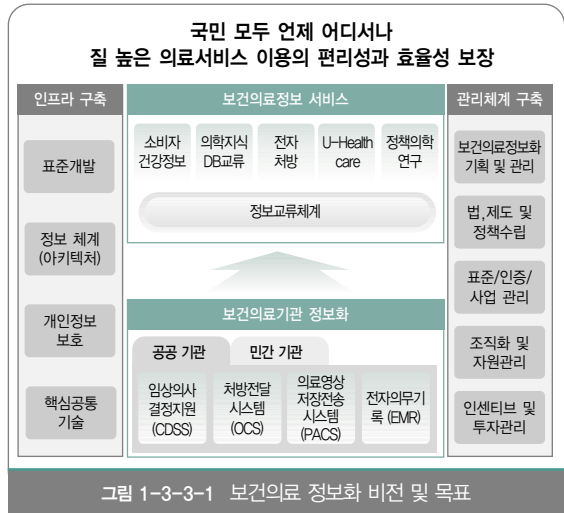 국민 모두 언제 어디서나
질 높은 의료서비스 이용의 편리성과 효율성 보장
인프라 구축
표준개발
정보 체계
(아키텍처)
개인정보
보호
핵심공통
기술
보건의료정보 서비스
소비자
건강정보
의학지식
DB교류
전자
처방
U-Health
care
정책의학
연구
정보교류체계
보건의료기관 정보화
공공 기관
민간 기관
임상의사
결정지원
(CDSS)
처방전달
시스템
(OCS)
의료영상
저장전송
시스템
(PACS)
전자의무기
록 (EMR)
관리체계 구축
보건의료정보화
기획 및 관리
법,제도 및
정책수립
표준/인증/
사업 관리
조직화 및
자원관리
인센티브 및
투자관리
그림 1-3-3-1 보건의료 정보화 비전 및 목표